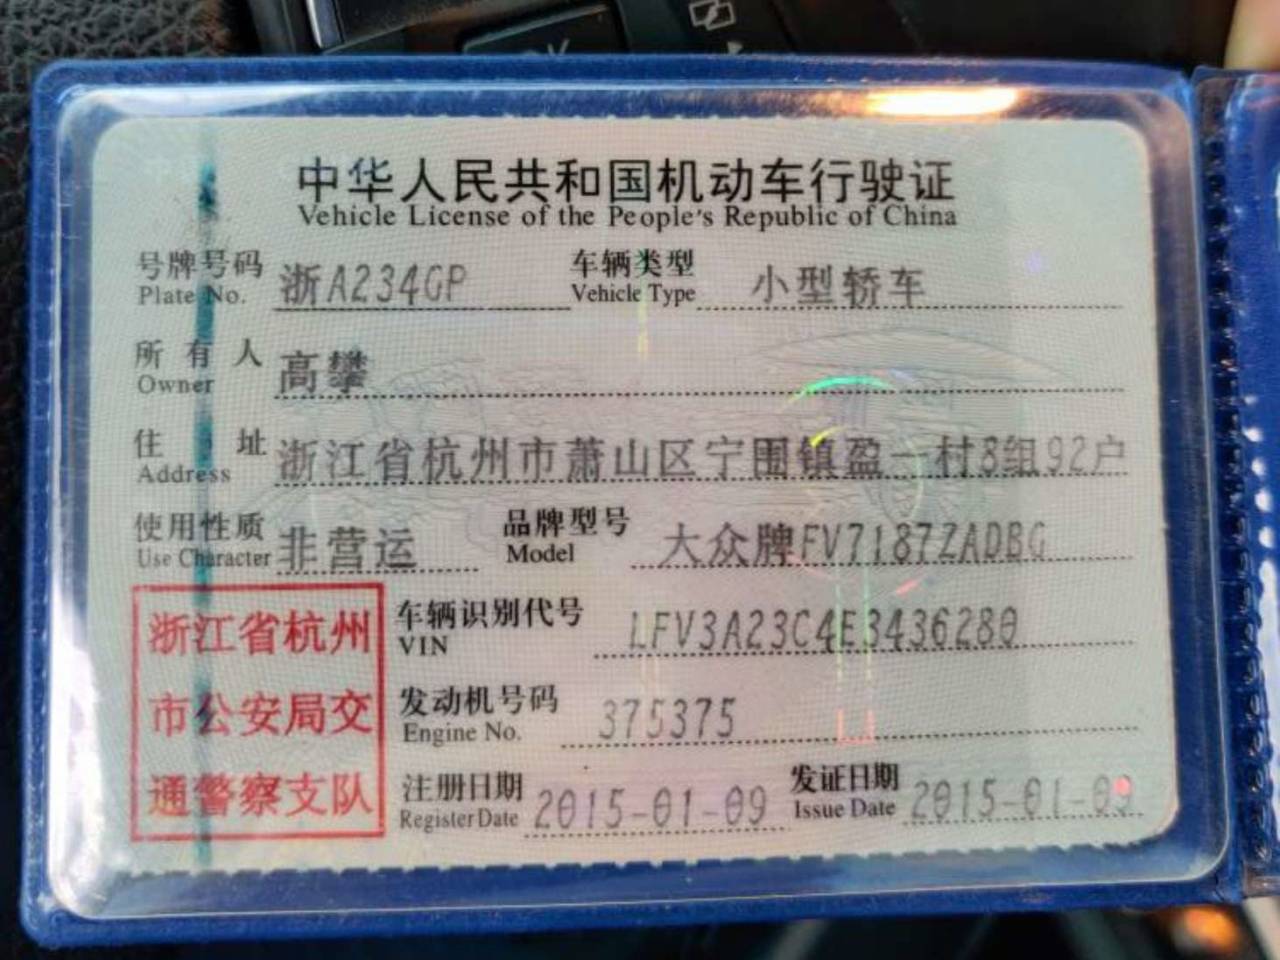 中华人民共和国机动车行驶证
Vehicle License of the People's Republic of China
号牌号码 浙A234GP 车辆类型 小型轿车
Plate No. Vehicle Type
所有人 高攀
Owner
住址 浙江省杭州市萧山区宁围镇盈一村8组92户
Address
使用性质 非营运 品牌型号 大众牌FV7187ZADBG
Use Character Model
浙江省杭州 车辆识别代号 LFV3A23C4E3436280
VIN
市公安局交 发动机号码 375375
Engine No.
通警察支队 注册日期 2015-01-09 发证日期 2015-01-09
Register Date Issue Date